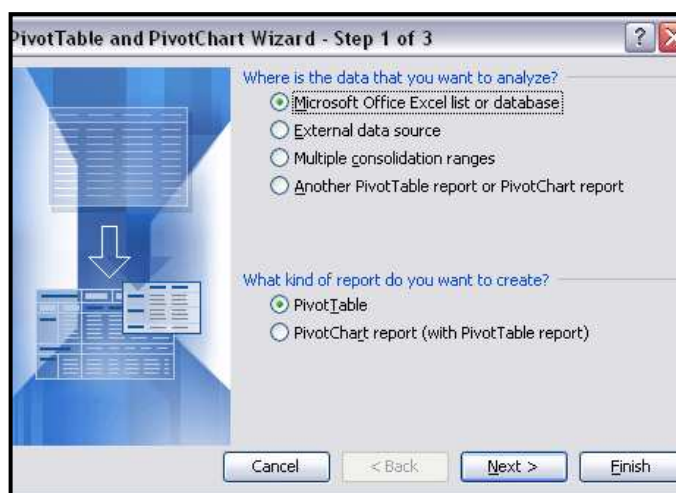 PivotTable and PivotChart Wizard - Step 1 of 3
Where is the data that you want to analyze?
Microsoft Office Excel list or database
External data source
Multiple consolidation ranges
Another PivotTable report or PivotChart report
What kind of report do you want to create?
PivotTable
PivotChart report (with PivotTable report)
Cancel
< Back
Next >
Finish